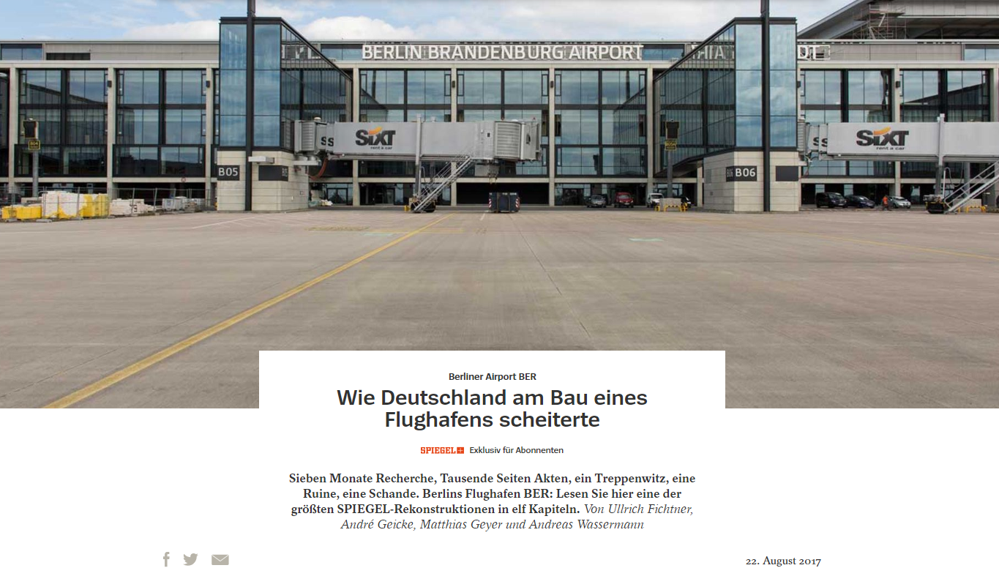 BERLIN BRANDENBURG AIRPORT
SIXT
rent a car
SIXT
rent a car
B05
B06
Berliner Airport BER
Wie Deutschland am Bau eines
Flughafens scheiterte
SPIEGEL+ Exklusiv für Abonnenten
Sieben Monate Recherche, Tausende Seiten Akten, ein Treppenwitz, eine
Ruine, eine Schande. Berlins Flughafen BER: Lesen Sie hier eine der
größten SPIEGEL-Rekonstruktionen in elf Kapiteln. Von Ullrich Fichtner,
André Geicke, Matthias Geyer und Andreas Wassermann
22. August 2017